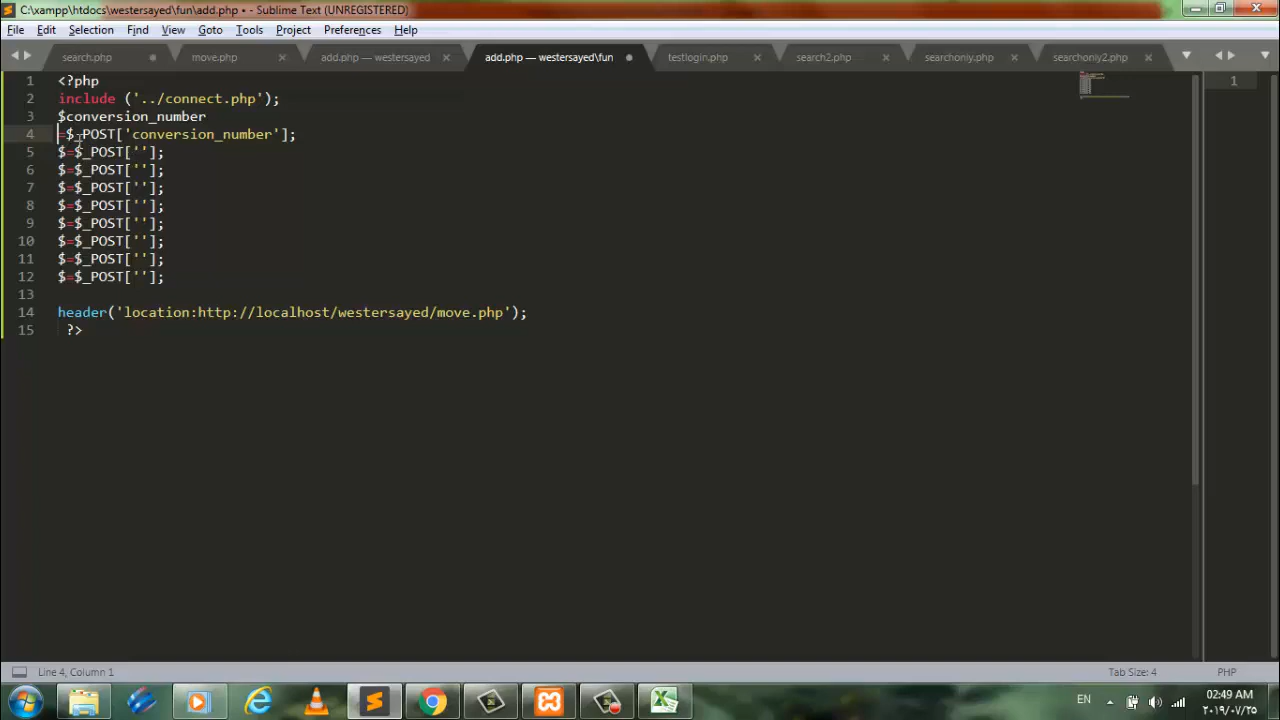 C:\xampp\htdocs\westersayed\fun\add.php • - Sublime Text (UNREGISTERED)
File Edit Selection Find View Goto Tools Project Preferences Help
search.php move.php add.php — westersayed add.php — westersayed\fun testlogin.php search2.php searchonly.php searchonly2.php
1 <?php 1
2 include ('../connect.php');
3 $conversion_number
4 =$_POST['conversion_number'];
5 $=$_POST[''];
6 $=$_POST[''];
7 $=$_POST[''];
8 $=$_POST[''];
9 $=$_POST[''];
10 $=$_POST[''];
11 $=$_POST[''];
12 $=$_POST[''];
13
14 header('location:http://localhost/westersayed/move.php');
15 ?>
Line 4, Column 1 Tab Size: 4 PHP
EN 02:49 AM
٢٠١٩/٠٧/٢٥